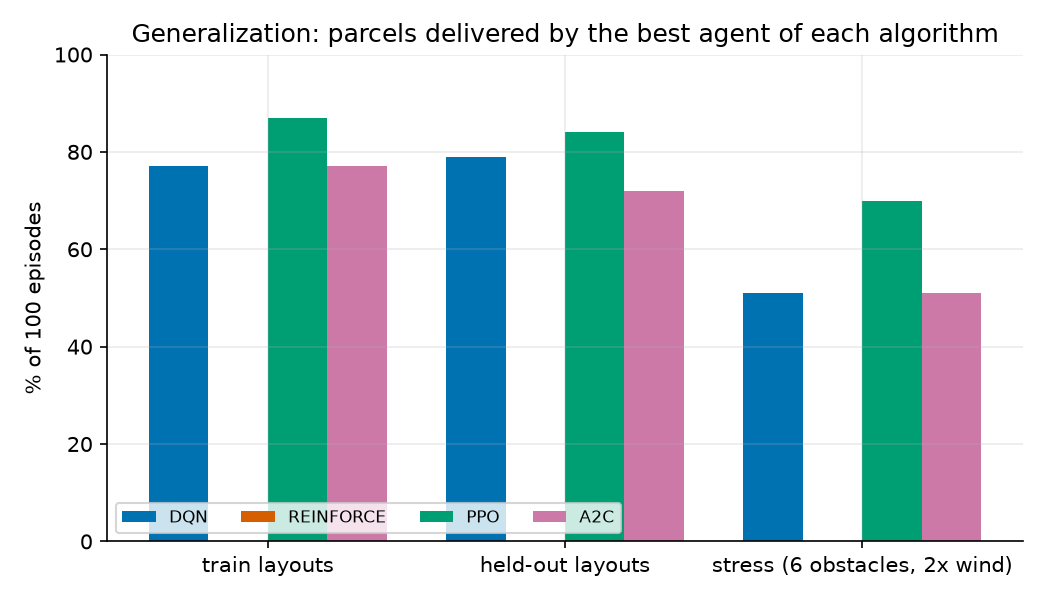 Generalization: parcels delivered by the best agent of each algorithm
% of 100 episodes
100
80
60
40
20
0
DQN REINFORCE PPO A2C
train layouts held-out layouts stress (6 obstacles, 2x wind)